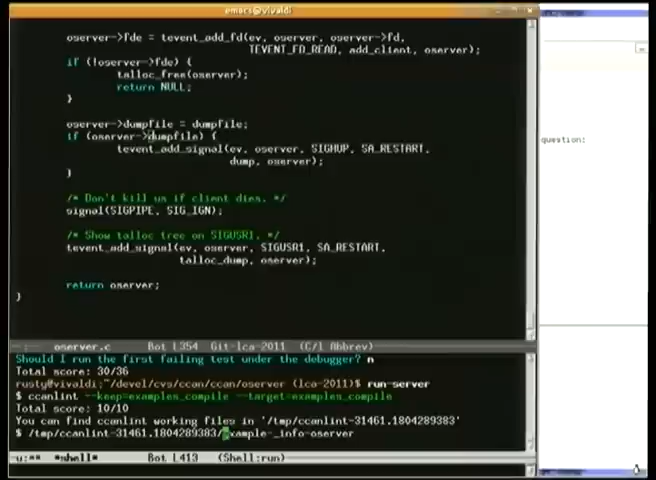 emacs@vivaldi
oserver->fde = tevent_add_fd(ev, oserver, oserver->fd,
TEVENT_FD_READ, add_client, oserver);
if (!oserver->fde) {
talloc_free(oserver);
return NULL;
}
oserver->dumpfile = dumpfile;
if (oserver->dumpfile) {
tevent_add_signal(ev, oserver, SIGHUP, SA_RESTART,
dump, oserver);
}
/* Don't kill us if client dies. */
signal(SIGPIPE, SIG_IGN);
/* Show talloc tree on SIGUSR1. */
tevent_add_signal(ev, oserver, SIGUSR1, SA_RESTART,
talloc_dump, oserver);
return oserver;
}
oserver.c Bot L354 Git-lca-2011 (C/l Abbrev)
Should I run the first failing test under the debugger? n
Total score: 30/36
rusty@vivaldi:~/devel/cvs/ccan/ccan/oserver (lca-2011)$ run-server
$ ccanlint --keep=examples_compile --target=examples_compile
Total score: 10/10
You can find ccanlint working files in '/tmp/ccanlint-31461.1804289383'
$ /tmp/ccanlint-31461.1804289383/example-_info-oserver
u:** *shell* Bot L413 (Shell:run)
question: